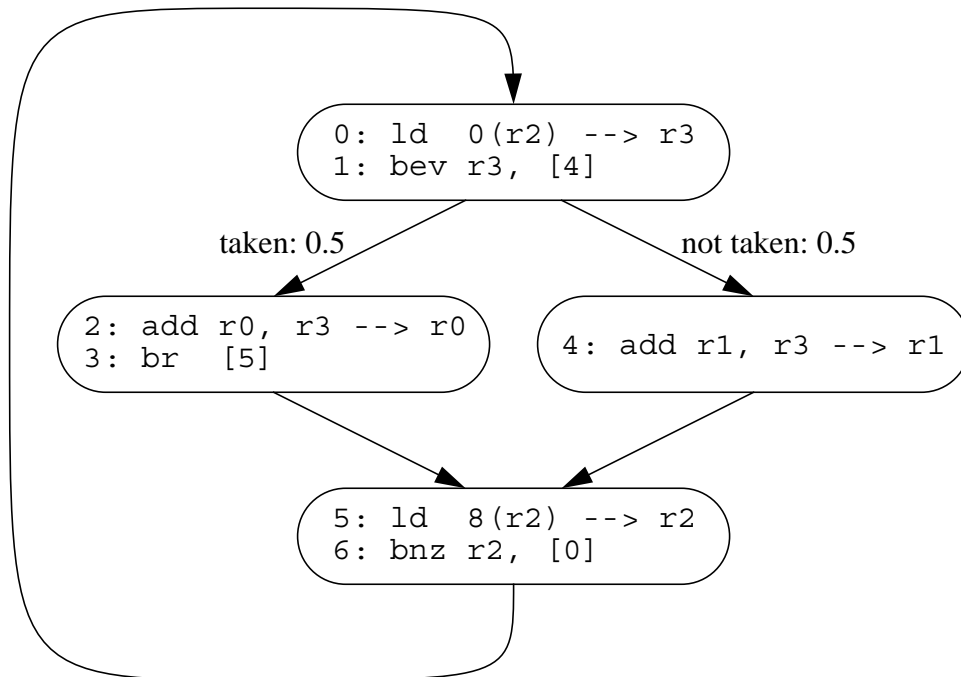 0: ld  0(r2) --> r3
1: bev r3, [4]
taken: 0.5
not taken: 0.5
2: add r0, r3 --> r0
3: br  [5]
4: add r1, r3 --> r1
5: ld  8(r2) --> r2
6: bnz r2, [0]